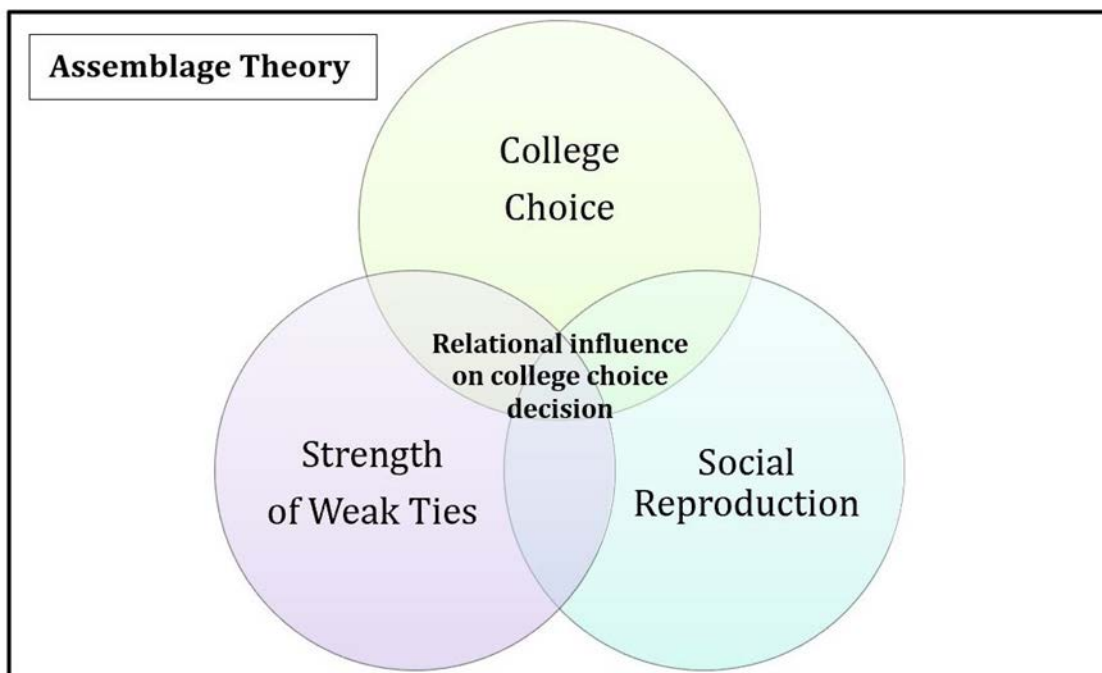 Assemblage Theory
College
Choice
Relational influence
on college choice
decision
Strength
of Weak Ties
Social
Reproduction